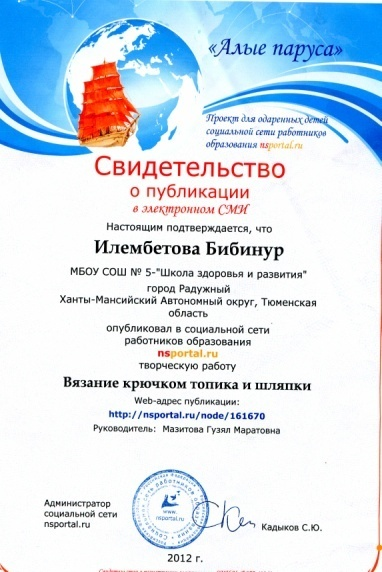 «Алые паруса»
Проект для одаренных детей
социальной сети работников
образования nsportal.ru
Свидетельство
о публикации
в электронном СМИ
Настоящим подтверждается, что
Илембетова Бибинур
МБОУ СОШ № 5-"Школа здоровья и развития"
город Радужный
Ханты-Мансийский Автономный округ, Тюменская
область
опубликовал в социальной сети
работников образования
nsportal.ru
творческую работу
Вязание крючком топика и шляпки
Web-адрес публикации:
http://nsportal.ru/node/161670
Руководитель: Мазитова Гузял Маратовна
Администратор
социальной сети
nsportal.ru
nsportal.ru
Кадыков С.Ю.
2012 г.